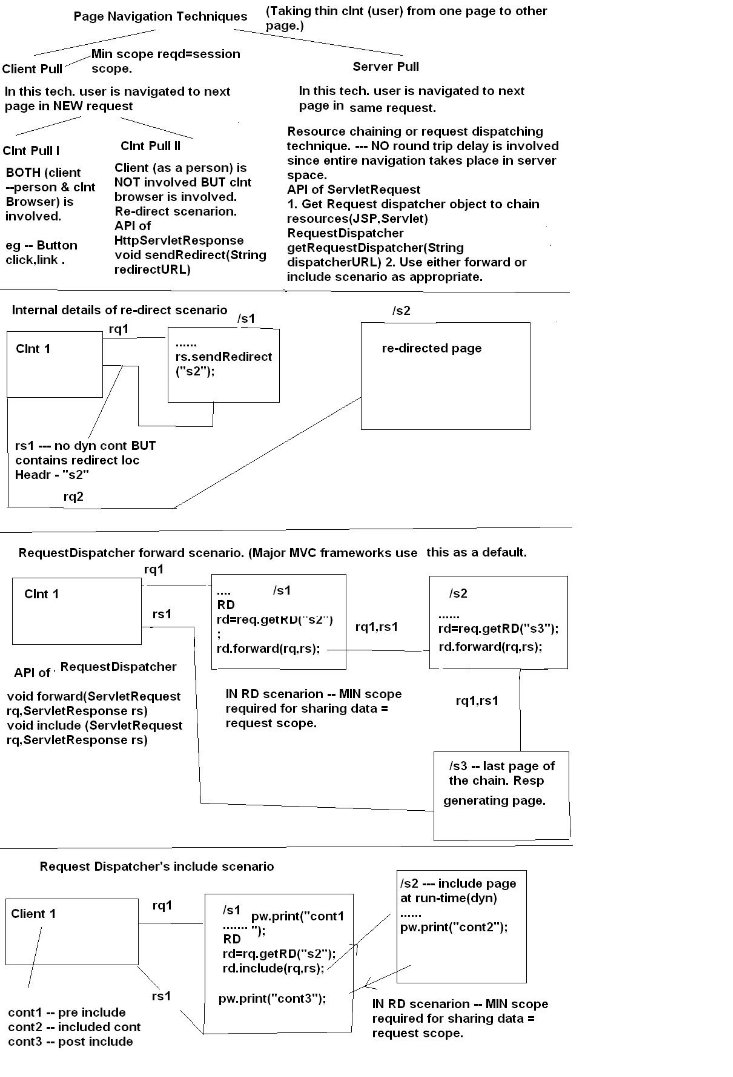 Page Navigation Techniques
(Taking thin clnt (user) from one page to other
page.)
Client Pull
Min scope reqd=session
scope.
In this tech. user is navigated to next
page in NEW request
Clnt Pull I
BOTH (client
--person & clnt
Browser) is
involved.
eg -- Button
click,link .
Clnt Pull II
Client (as a person) is
NOT involved BUT clnt
browser is involved.
Re-direct scenario.
API of
HttpServletResponse
void sendRedirect(String
redirectURL)
Server Pull
In this tech. user is navigated to next
page in same request.
Resource chaining or request dispatching
technique. --- NO round trip delay is involved
since entire navigation takes place in server
space.
API of ServletRequest
1. Get Request dispatcher object to chain
resources(JSP,Servlet)
RequestDispatcher
getRequestDispatcher(String
dispatcherURL) 2. Use either forward or
include scenario as appropriate.
Internal details of re-direct scenario
Clnt 1
rq1
/s1
......
rs.sendRedirect
("s2");
/s2
re-directed page
rs1 --- no dyn cont BUT
contains redirect loc
Headr - "s2"
rq2
RequestDispatcher forward scenario. (Major MVC frameworks use this as a default.
Clnt 1
rq1
rs1
.... /s1
RD
rd=req.getRD("s2")
;
rd.forward(rq,rs);
rq1,rs1
/s2
......
rd=req.getRD("s3");
rd.forward(rq,rs);
API of RequestDispatcher
void forward(ServletRequest
rq,ServletResponse rs)
void include (ServletRequest
rq,ServletResponse rs)
IN RD scenarion -- MIN scope
required for sharing data =
request scope.
rq1,rs1
/s3 -- last page of
the chain. Resp
generating page.
Request Dispatcher's include scenario
Client 1
rq1
rs1
/s1 pw.print("cont1
....... ");
RD
rd=rq.getRD("s2");
rd.include(rq,rs);
pw.print("cont3");
/s2 --- include page
at run-time(dyn)
......
pw.print("cont2");
cont1 -- pre include
cont2 -- included cont
cont3 -- post include
IN RD scenarion -- MIN scope
required for sharing data =
request scope.